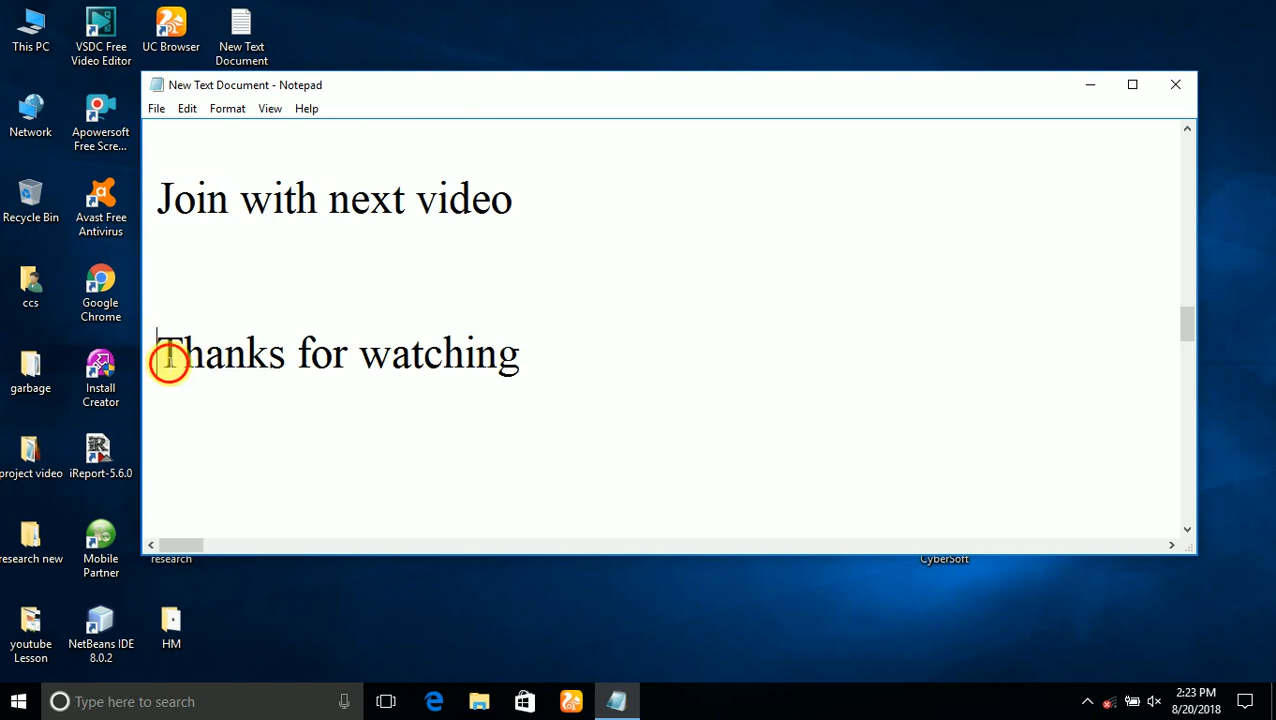 This PC
VSDC Free
Video Editor
UC Browser
New Text
Document
New Text Document - Notepad
File Edit Format View Help
Network
Apowersoft
Free Scre...
Join with next video
Recycle Bin
Avast Free
Antivirus
ccs
Google
Chrome
Thanks for watching
garbage
Install
Creator
project video
iReport-5.6.0
research new
Mobile
Partner
research
CyberSoft
youtube
Lesson
NetBeans IDE
8.0.2
HM
Type here to search
2:23 PM
8/20/2018